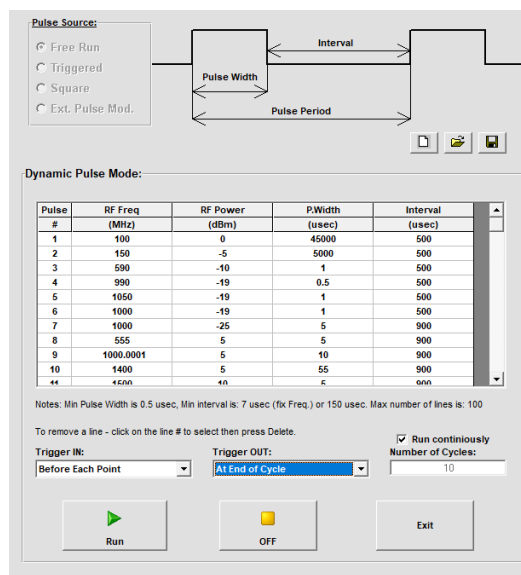 Pulse Source:
Free Run
Triggered
Square
Ext. Pulse Mod.
Interval
Pulse Width
Pulse Period
Dynamic Pulse Mode:
Pulse RF Freq RF Power P.Width Interval
# (MHz) (dBm) (usec) (usec)
1 100 0 45000 500
2 150 -5 5000 500
3 590 -10 1 500
4 990 -19 0.5 500
5 1050 -19 1 500
6 1000 -19 1 500
7 1000 -25 5 900
8 555 5 5 900
9 1000.0001 5 10 900
10 1400 5 55 900
11 1500 10 5 900
Notes: Min Pulse Width is 0.5 usec, Min interval is: 7 usec (fix Freq.) or 150 usec. Max number of lines is: 100
To remove a line - click on the line # to select then press Delete.
Run continiously
Trigger IN: Trigger OUT: Number of Cycles:
Before Each Point At End of Cycle 10
Run OFF Exit